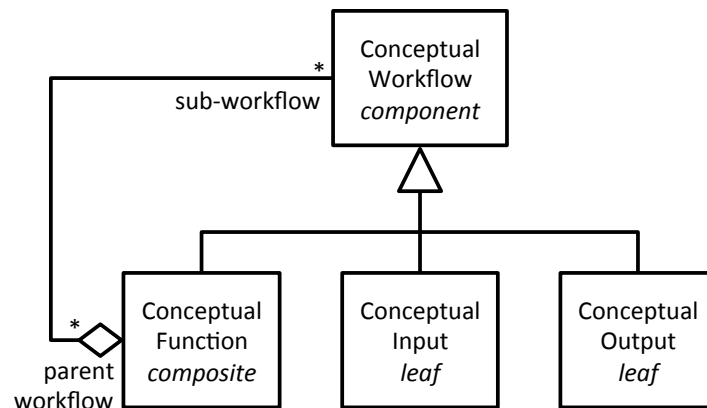 Conceptual
Workflow
component
*
sub-workflow
*
parent
workflow
Conceptual
Function
composite
Conceptual
Input
leaf
Conceptual
Output
leaf